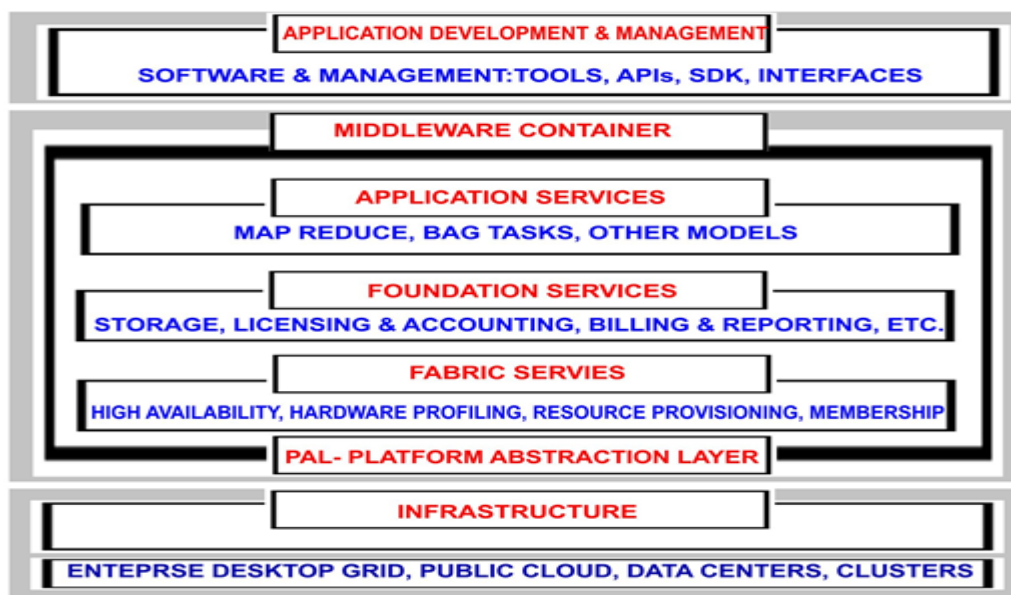 APPLICATION DEVELOPMENT & MANAGEMENT
SOFTWARE & MANAGEMENT:TOOLS, APIs, SDK, INTERFACES
MIDDLEWARE CONTAINER
APPLICATION SERVICES
MAP REDUCE, BAG TASKS, OTHER MODELS
FOUNDATION SERVICES
STORAGE, LICENSING & ACCOUNTING, BILLING & REPORTING, ETC.
FABRIC SERVIES
HIGH AVAILABILITY, HARDWARE PROFILING, RESOURCE PROVISIONING, MEMBERSHIP
PAL- PLATFORM ABSTRACTION LAYER
INFRASTRUCTURE
ENTEPRSE DESKTOP GRID, PUBLIC CLOUD, DATA CENTERS, CLUSTERS